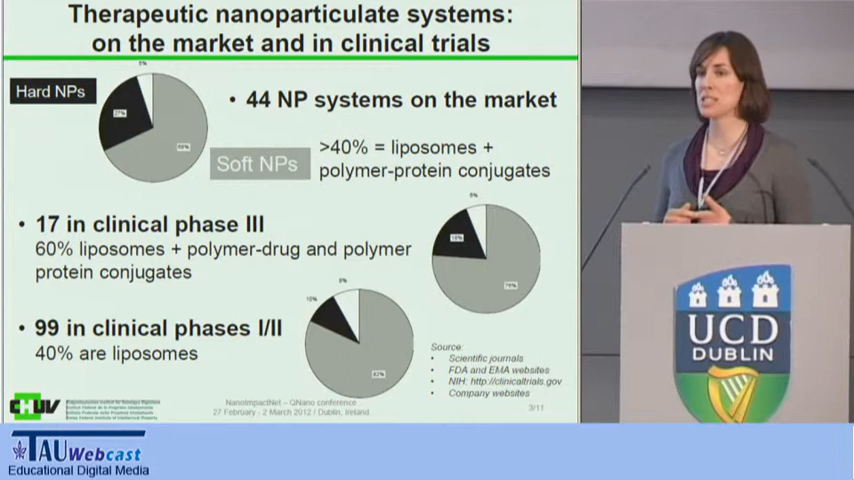 Therapeutic nanoparticulate systems:
on the market and in clinical trials
Hard NPs
• 44 NP systems on the market
Soft NPs
>40% = liposomes +
polymer-protein conjugates
• 17 in clinical phase III
60% liposomes + polymer-drug and polymer
protein conjugates
• 99 in clinical phases I/II
40% are liposomes
Source:
• Scientific journals
• FDA and EMA websites
• NIH: http://clinicaltrials.gov
• Company websites
CHUV
NanoImpactNet – QNano conference
27 February - 2 March 2012 / Dublin, Ireland
3/11
UCD
DUBLIN
TAU Webcast
Educational Digital Media